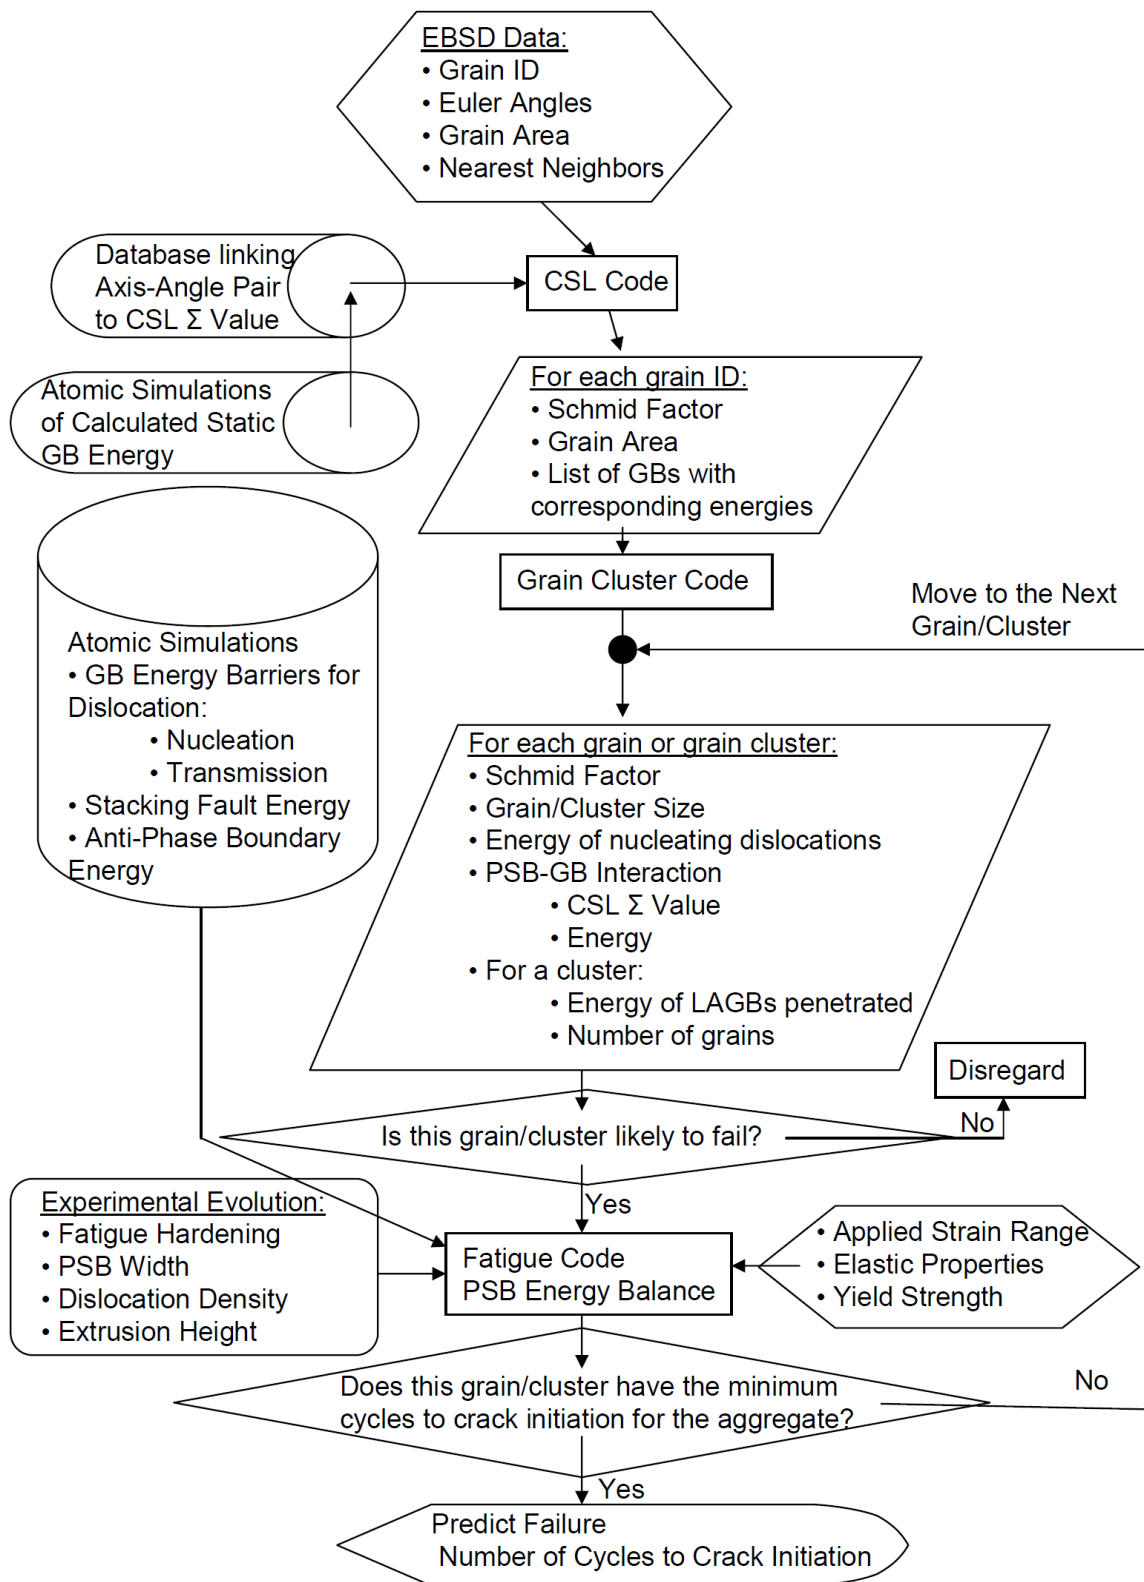 EBSD Data:
• Grain ID
• Euler Angles
• Grain Area
• Nearest Neighbors
Database linking
Axis-Angle Pair
to CSL Σ Value
CSL Code
Atomic Simulations
of Calculated Static
GB Energy
For each grain ID:
• Schmid Factor
• Grain Area
• List of GBs with
corresponding energies
Grain Cluster Code
Move to the Next
Grain/Cluster
Atomic Simulations
• GB Energy Barriers for
Dislocation:
• Nucleation
• Transmission
• Stacking Fault Energy
• Anti-Phase Boundary
Energy
For each grain or grain cluster:
• Schmid Factor
• Grain/Cluster Size
• Energy of nucleating dislocations
• PSB-GB Interaction
• CSL Σ Value
• Energy
• For a cluster:
• Energy of LAGBs penetrated
• Number of grains
Disregard
Is this grain/cluster likely to fail?
No
Yes
Experimental Evolution:
• Fatigue Hardening
• PSB Width
• Dislocation Density
• Extrusion Height
Fatigue Code
PSB Energy Balance
• Applied Strain Range
• Elastic Properties
• Yield Strength
Does this grain/cluster have the minimum
cycles to crack initiation for the aggregate?
No
Yes
Predict Failure
Number of Cycles to Crack Initiation